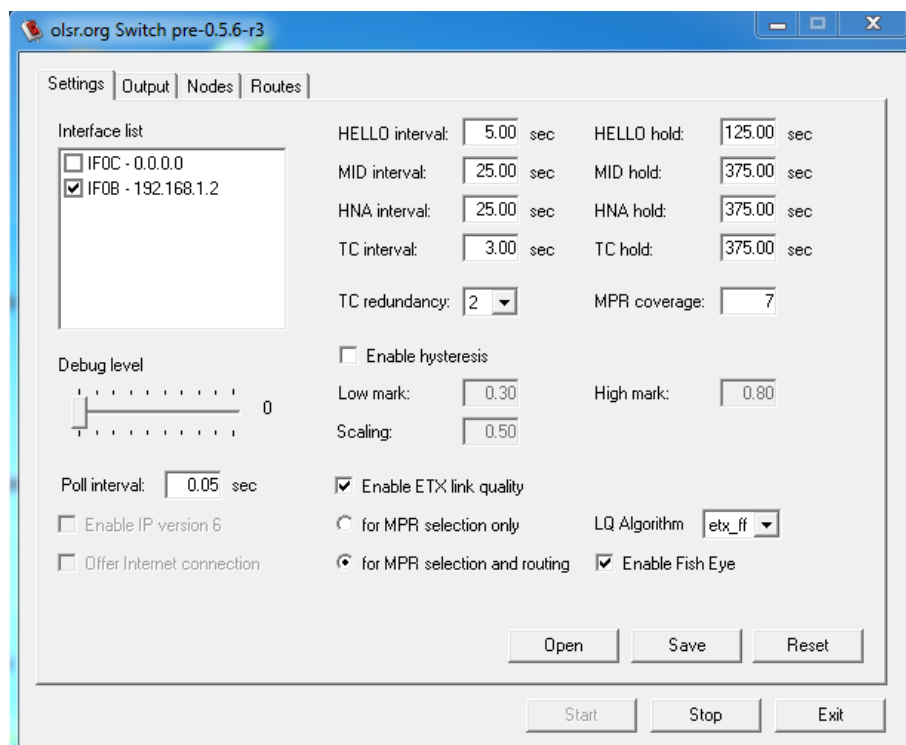 olsr.org Switch pre-0.5.6-r3
Settings Output Nodes Routes
Interface list
IF0C - 0.0.0.0
IF0B - 192.168.1.2
HELLO interval: 5.00 sec HELLO hold: 125.00 sec
MID interval: 25.00 sec MID hold: 375.00 sec
HNA interval: 25.00 sec HNA hold: 375.00 sec
TC interval: 3.00 sec TC hold: 375.00 sec
TC redundancy: 2 MPR coverage: 7
Debug level
0
Enable hysteresis
Low mark: 0.30 High mark: 0.80
Scaling: 0.50
Poll interval: 0.05 sec
Enable IP version 6
Offer Internet connection
Enable ETX link quality
for MPR selection only LQ Algorithm etx_ff
for MPR selection and routing Enable Fish Eye
Open Save Reset
Start Stop Exit